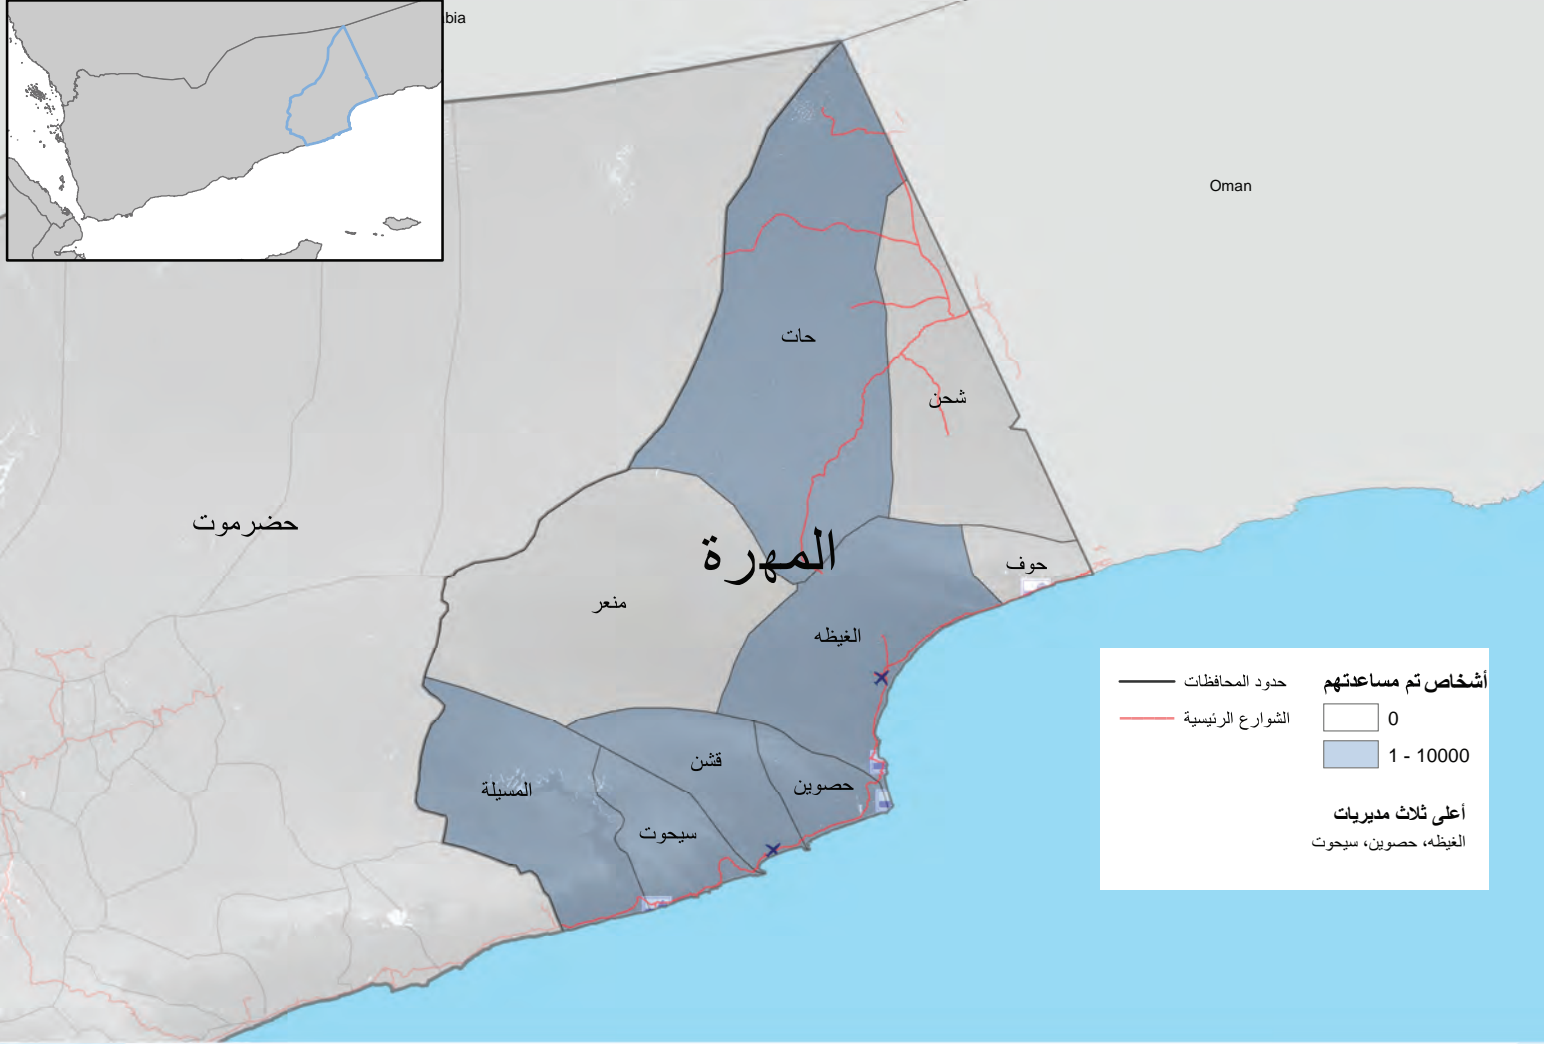 bia
Oman
حات
شحن
حضرموت
المهرة
حوف
منعر
الغيظه
قشن
حصوين
المسيلة
سيحوت
أشخاص تم مساعدتهم
0
1 - 10000
حدود المحافظات
الشوارع الرئيسية
أعلى ثلاث مديريات
الغيظه، حصوين، سيحوت